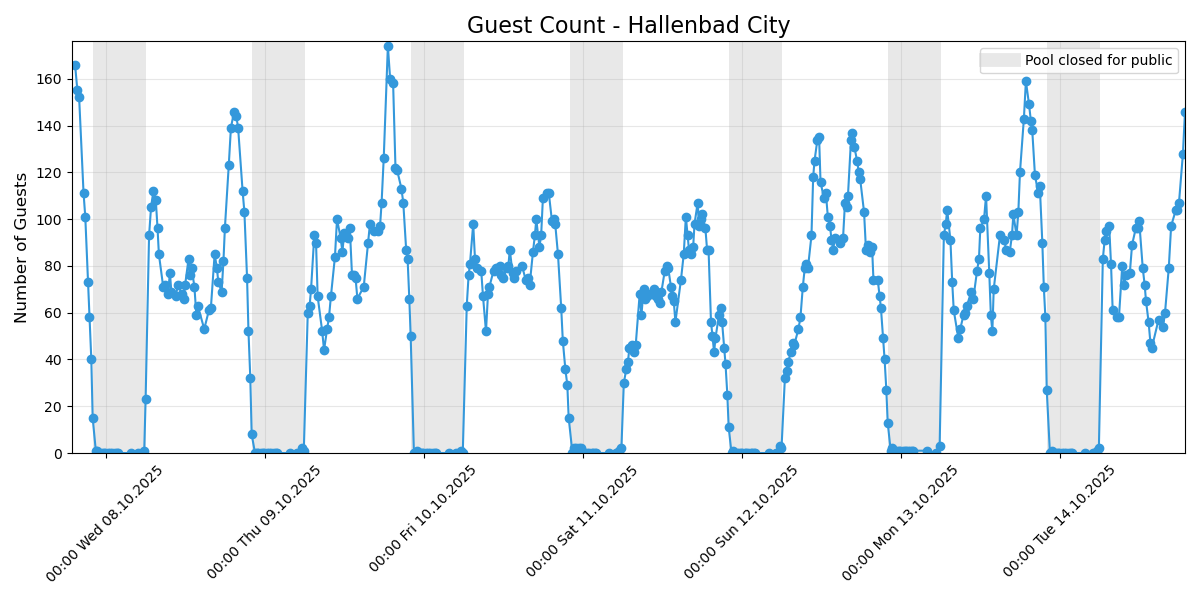 Guest Count - Hallenbad City
Pool closed for public
Number of Guests
160
140
120
100
80
60
40
20
0
00:00 Wed 08.10.2025
00:00 Thu 09.10.2025
00:00 Fri 10.10.2025
00:00 Sat 11.10.2025
00:00 Sun 12.10.2025
00:00 Mon 13.10.2025
00:00 Tue 14.10.2025